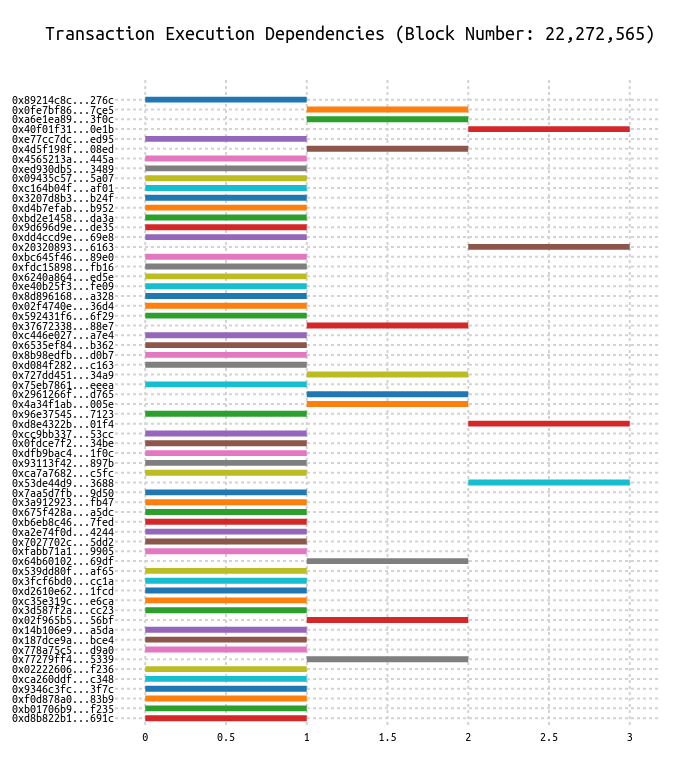 Transaction Execution Dependencies (Block Number: 22,272,565)
0x89214c8c...276c
0x0fe7bf86...7ce5
0xa6e1ea89...3f0c
0x40f01f31...0e1b
0xe77cc7dc...ed95
0x4d5f198f...08ed
0x4565213a...445a
0xed930db5...3489
0x09435c57...5a07
0xc164b04f...af01
0x3207d8b3...b24f
0xd4b7efab...b952
0xbd2e1458...da3a
0x9d696d9e...de35
0xdd4ccd9e...69e8
0x20320893...6163
0xbc645f46...89e0
0xfdc15898...fb16
0x6240a864...ed5e
0xe40b25f3...fe09
0x8d896168...a328
0x02f4740e...36d4
0x592431f6...6f29
0x37672338...88e7
0xc446e027...a7e4
0x6535ef84...b362
0x8b98edfb...d0b7
0xd084f282...c163
0x727dd451...34a9
0x75eb7861...eeea
0x2961266f...d765
0x4a34f1ab...005e
0x96e37545...7123
0xd8e4322b...01f4
0xcc9bb337...53cc
0x0fdce7f2...34be
0xdfb9bac4...1f0c
0x93113f42...897b
0xca7a7682...c5fc
0x53de44d9...3688
0x7aa5d7fb...9d50
0x3a912923...fb47
0x675f428a...a5dc
0xb6eb8c46...7fed
0xa2e74f0d...4244
0x7027702c...5dd2
0xfabb71a1...9905
0x64b60102...69df
0x539dd80f...af65
0x3fcf6bd0...cc1a
0xd2610e62...1fcd
0xc35e319c...e6ca
0x3d587f2a...cc23
0x02f965b5...56bf
0x14b106e9...a5da
0x187dce9a...bce4
0x778a75c5...d9a0
0x77279ff4...5339
0x02222606...f236
0xca260ddf...c348
0x9346c3fc...3f7c
0xf0d878a0...83b9
0xb01706b9...f235
0xd8b822b1...691c
0 0.5 1 1.5 2 2.5 3